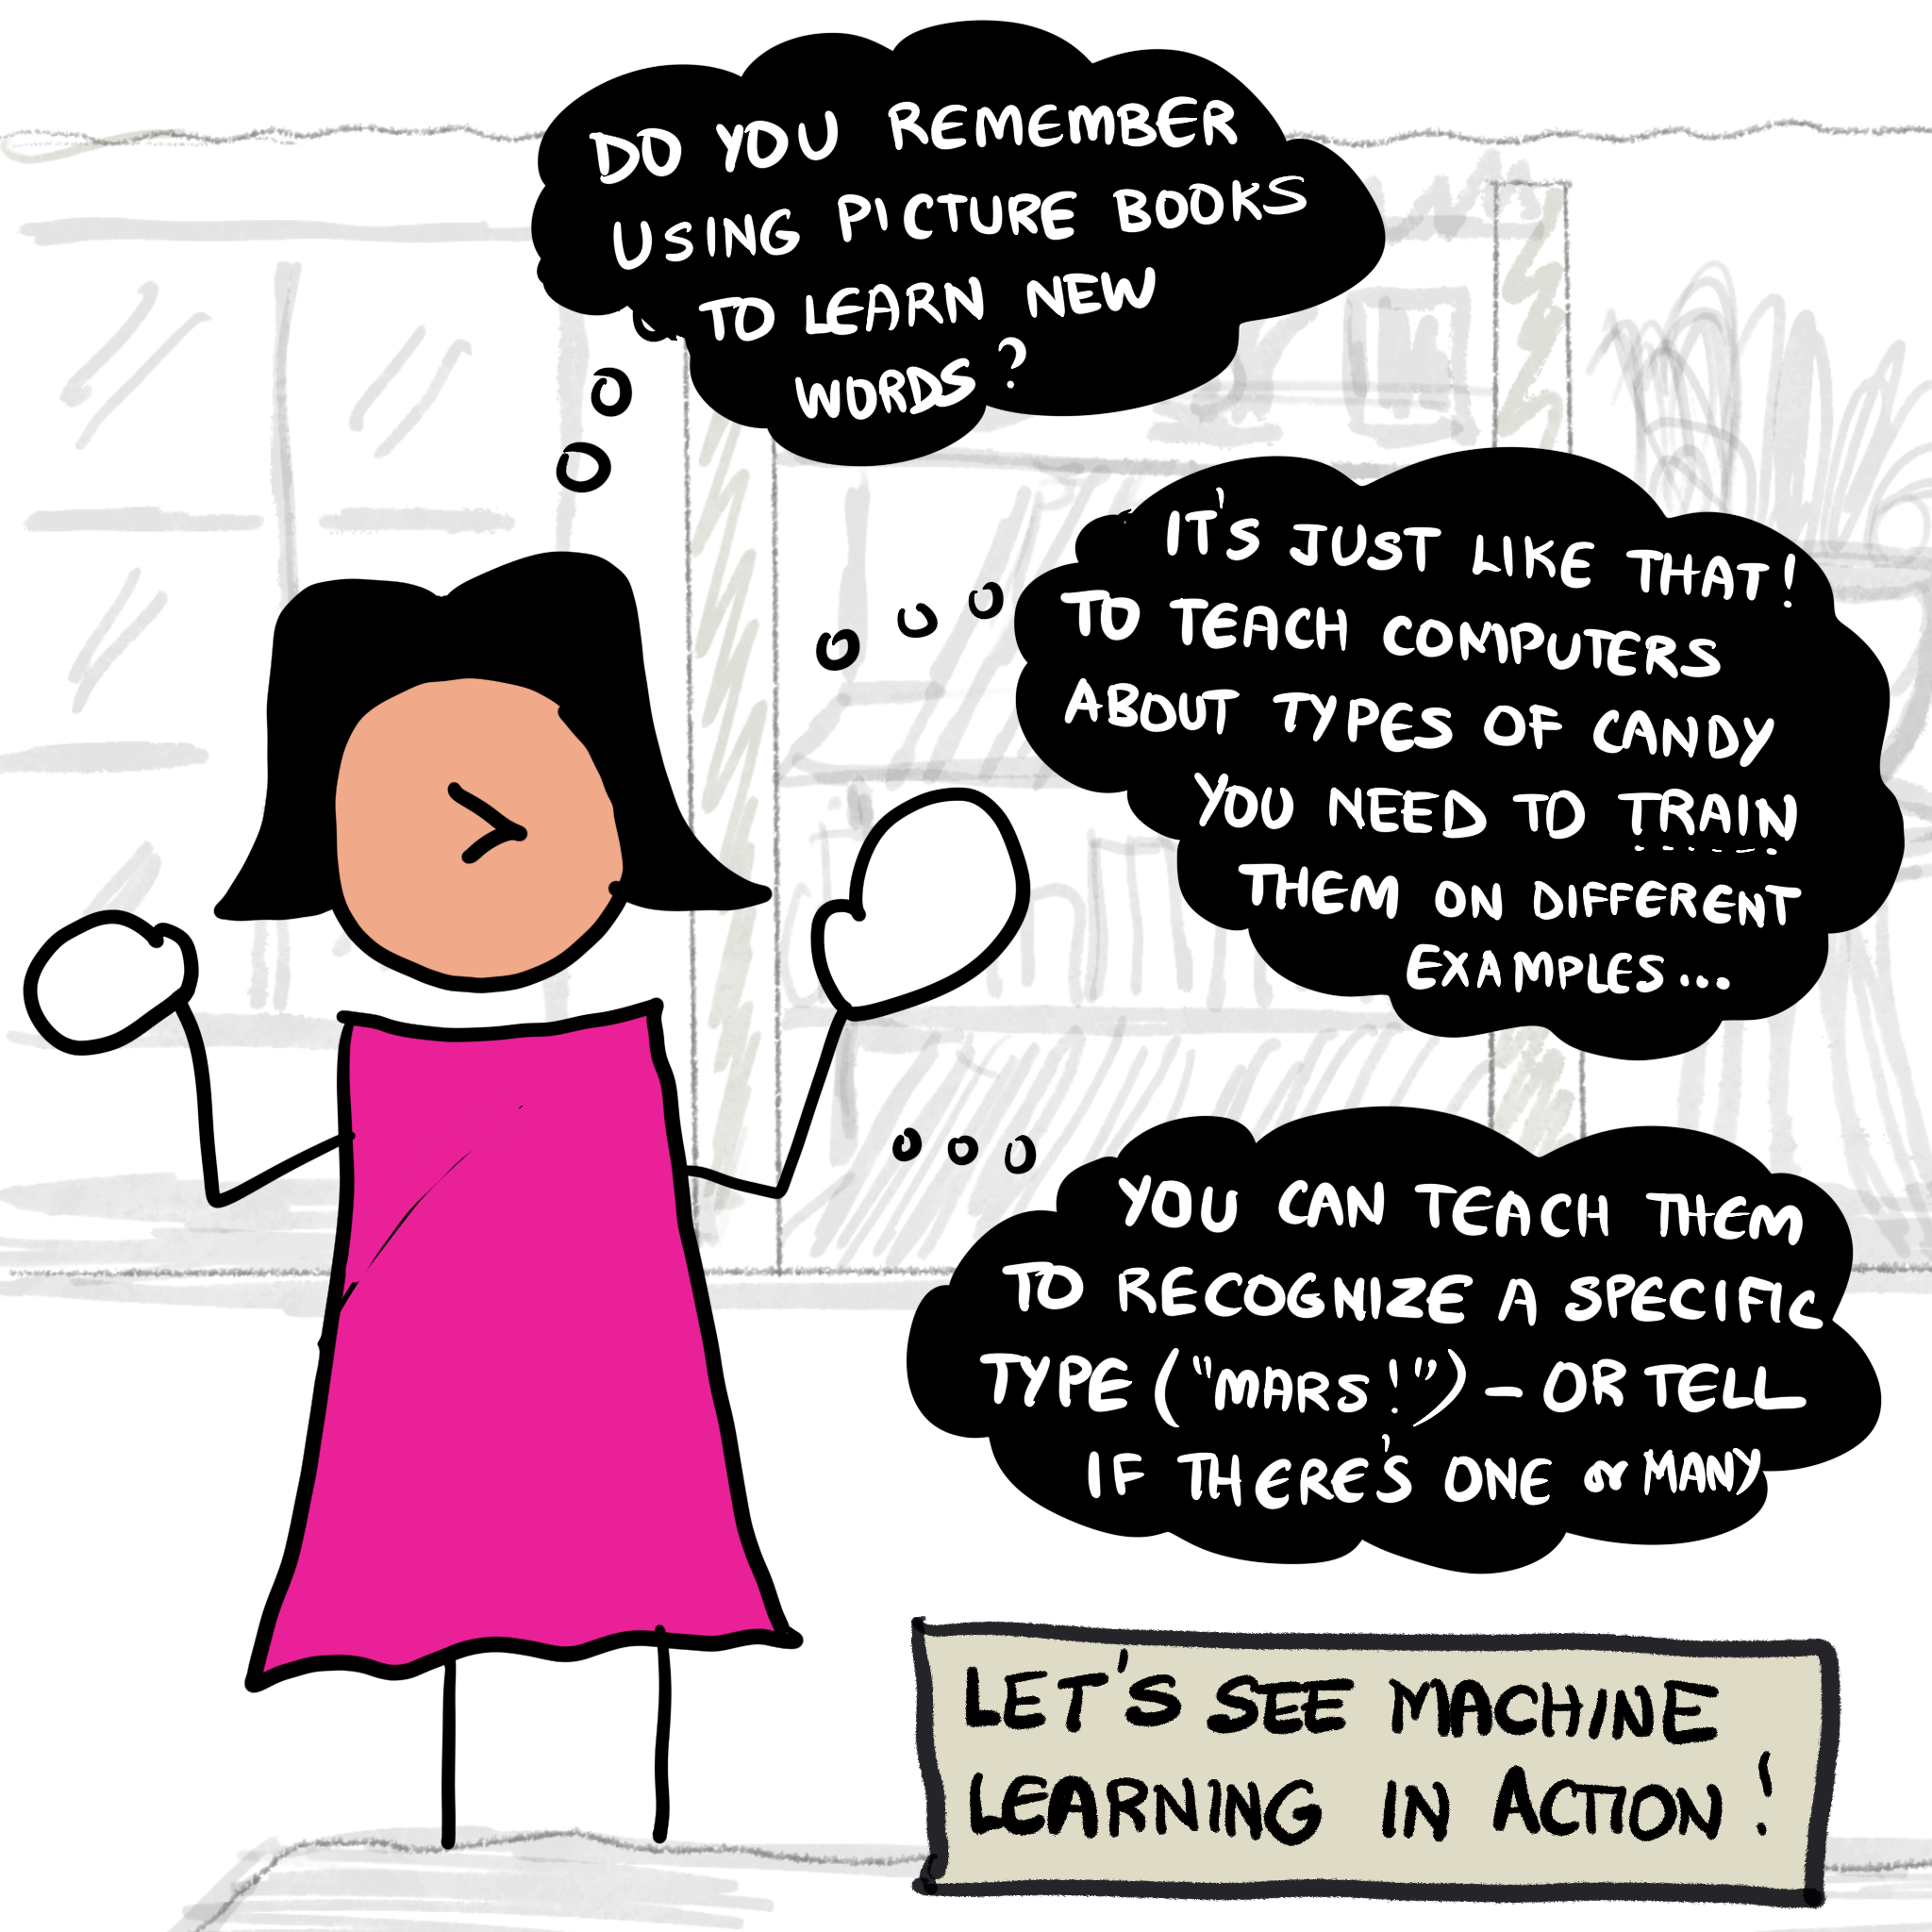 DO YOU REMEMBER
USING PICTURE BOOKS
TO LEARN NEW
WORDS?
IT'S JUST LIKE THAT!
TO TEACH COMPUTERS
ABOUT TYPES OF CANDY
YOU NEED TO TRAIN
THEM ON DIFFERENT
EXAMPLES...
YOU CAN TEACH THEM
TO RECOGNIZE A SPECIFIC
TYPE ("MARS!") - OR TELL
IF THERE'S ONE or MANY
LET'S SEE MACHINE
LEARNING IN ACTION!